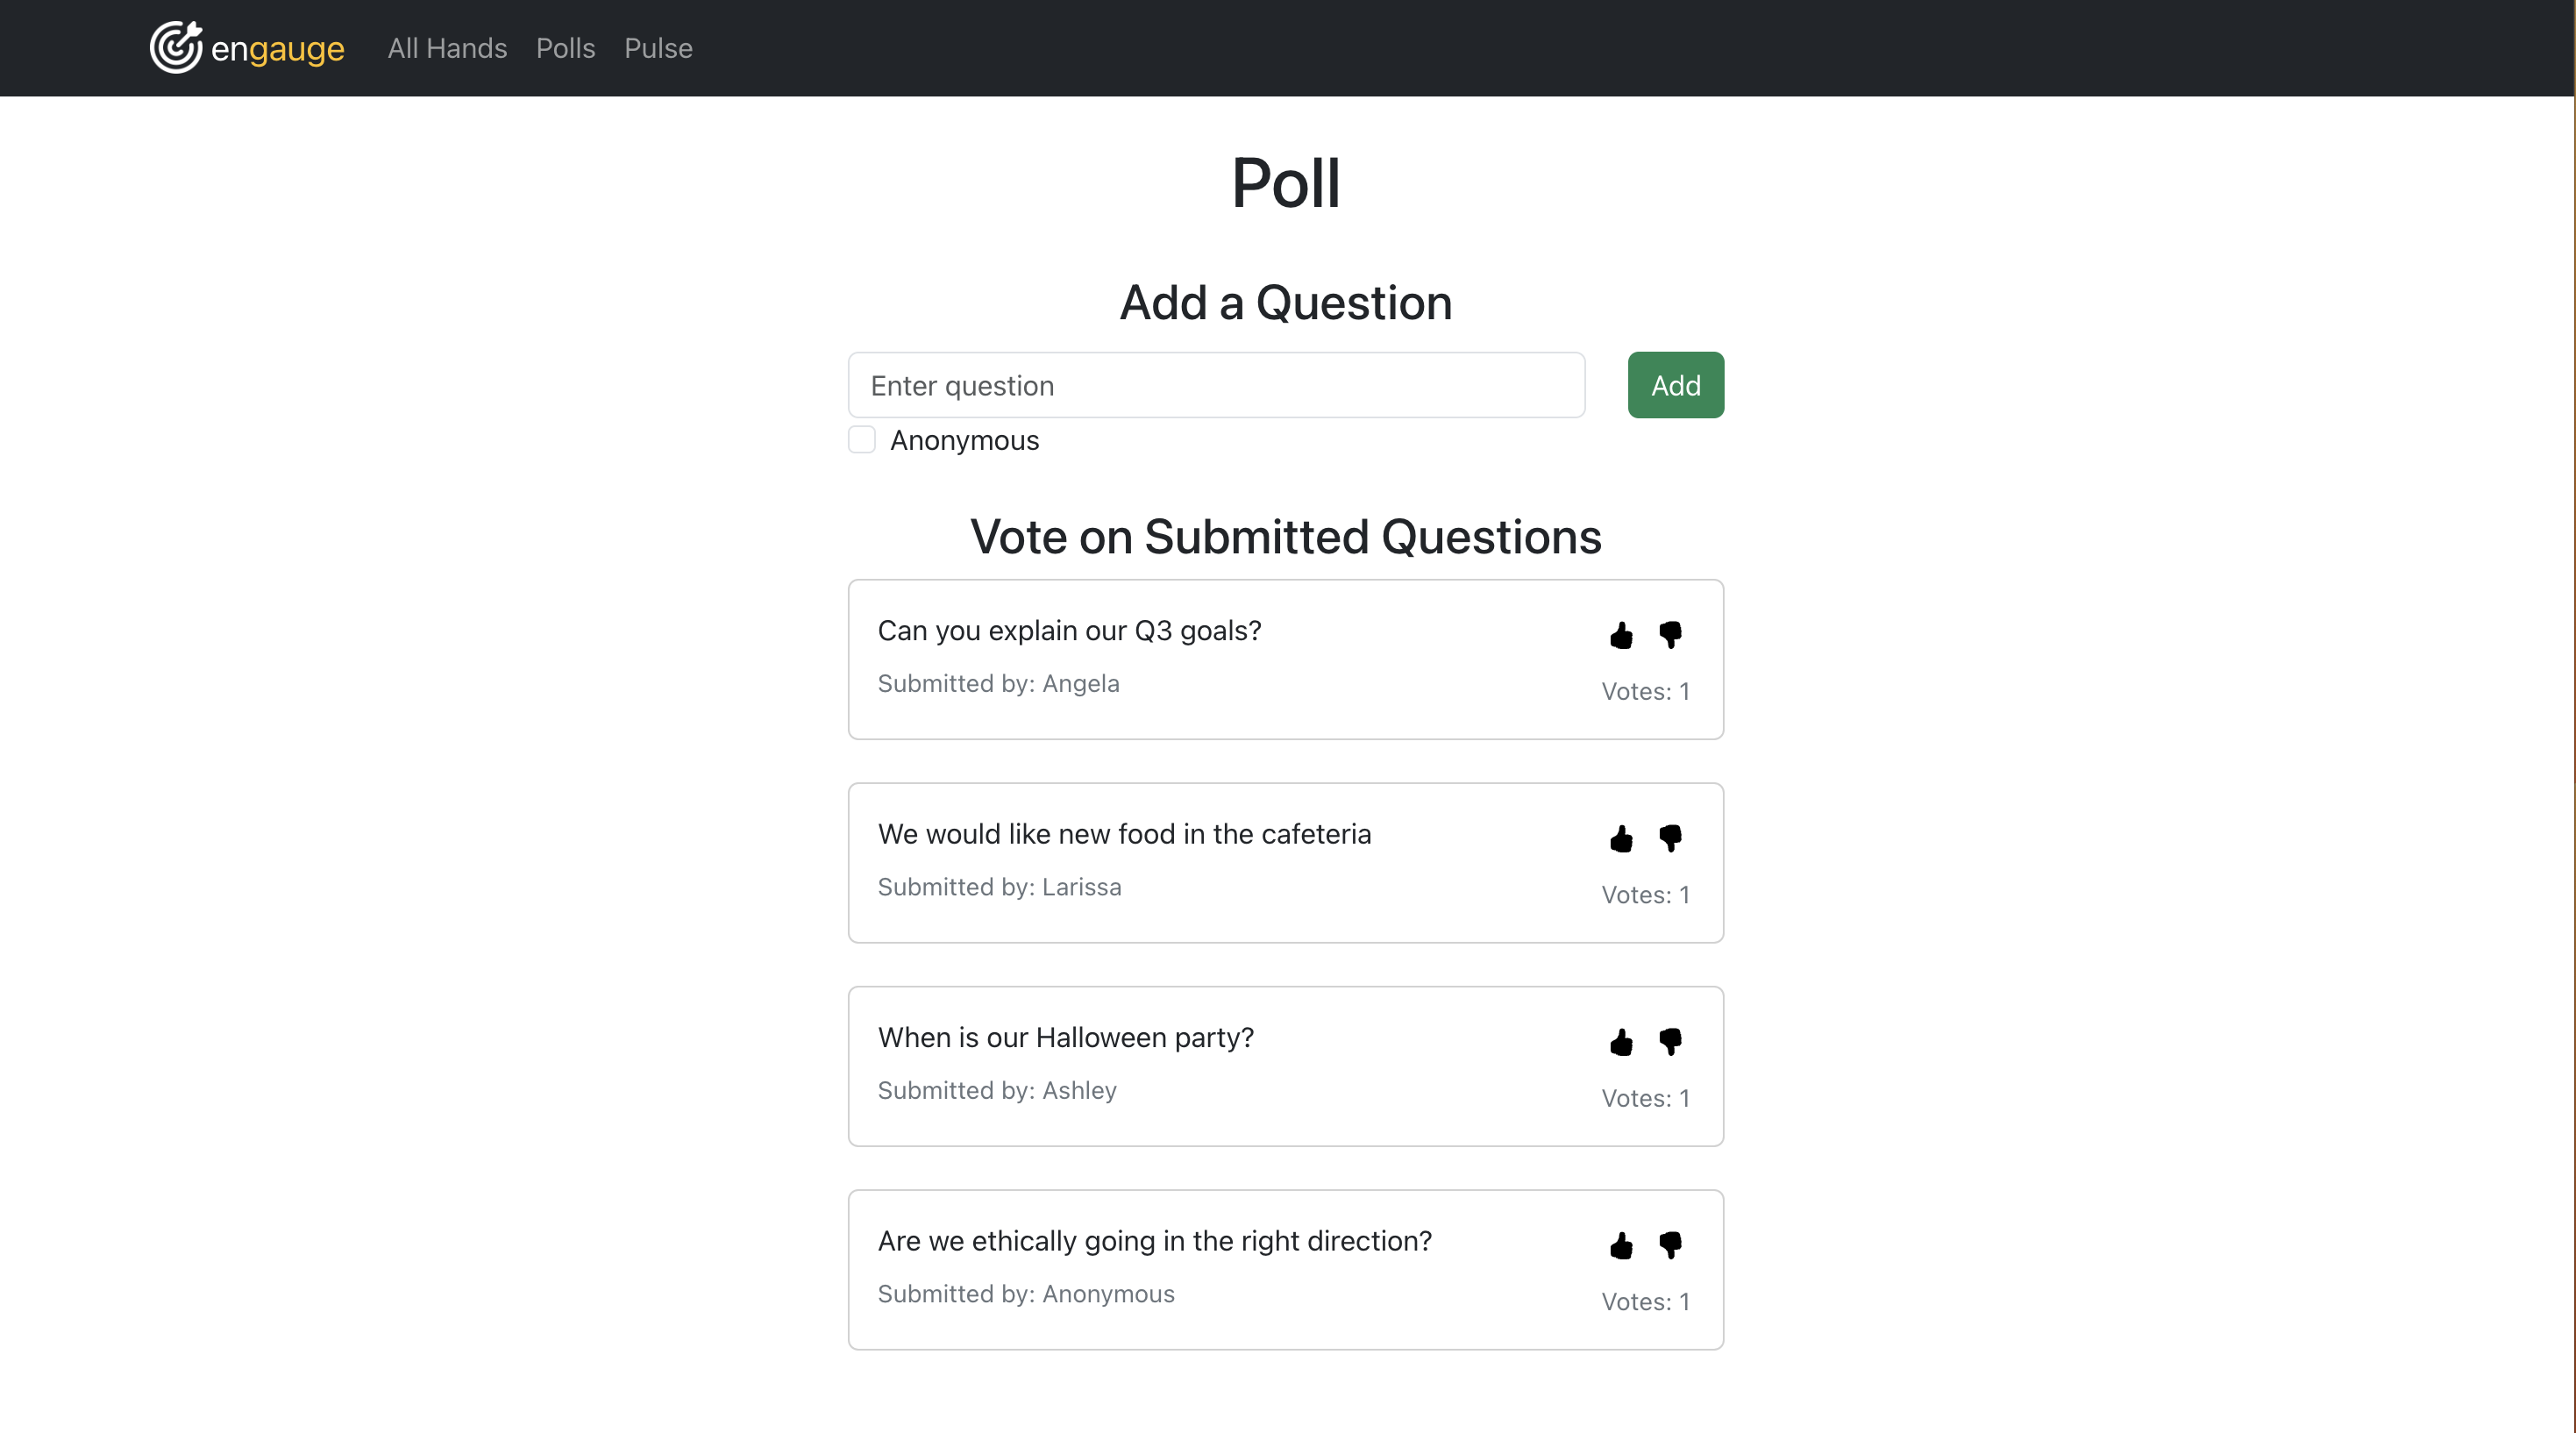 engauge All Hands Polls Pulse
Poll
Add a Question
Enter question Add
Anonymous
Vote on Submitted Questions
Can you explain our Q3 goals?
Submitted by: Angela
Votes: 1
We would like new food in the cafeteria
Submitted by: Larissa
Votes: 1
When is our Halloween party?
Submitted by: Ashley
Votes: 1
Are we ethically going in the right direction?
Submitted by: Anonymous
Votes: 1